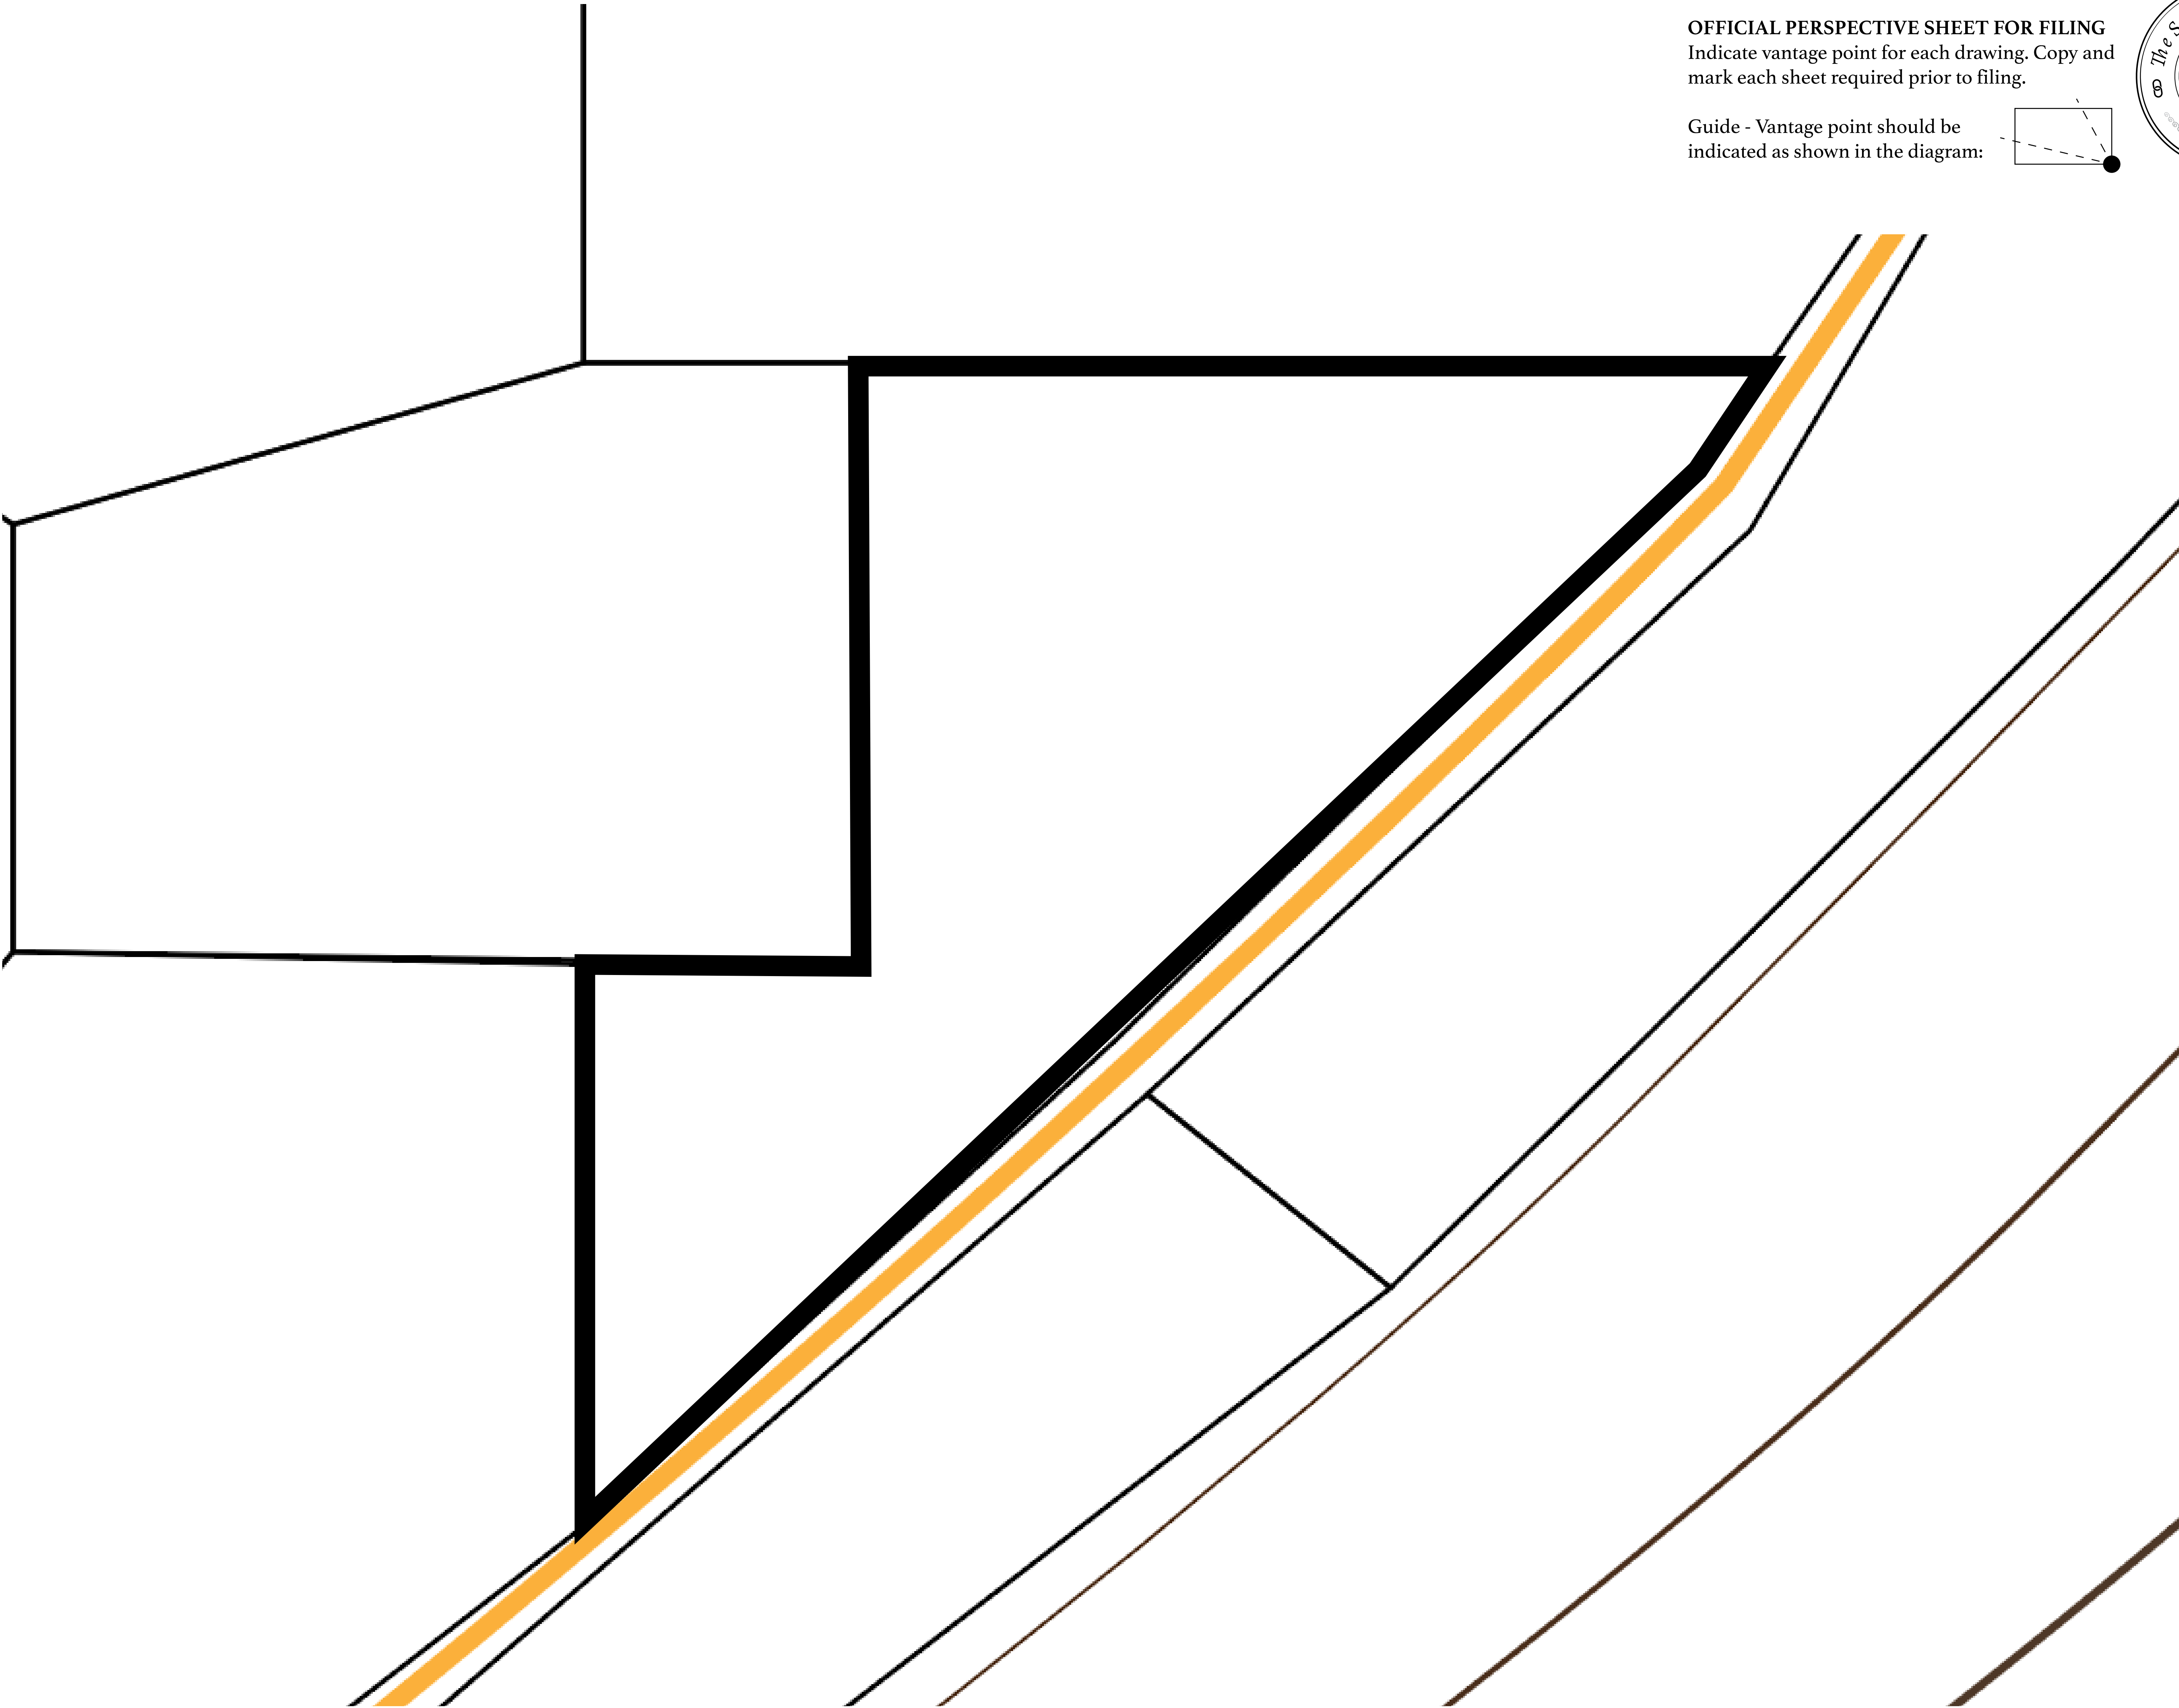 OFFICIAL PERSPECTIVE SHEET FOR FILING
Indicate vantage point for each drawing. Copy and
mark each sheet required prior to filing.
Guide - Vantage point should be
indicated as shown in the diagram:
The